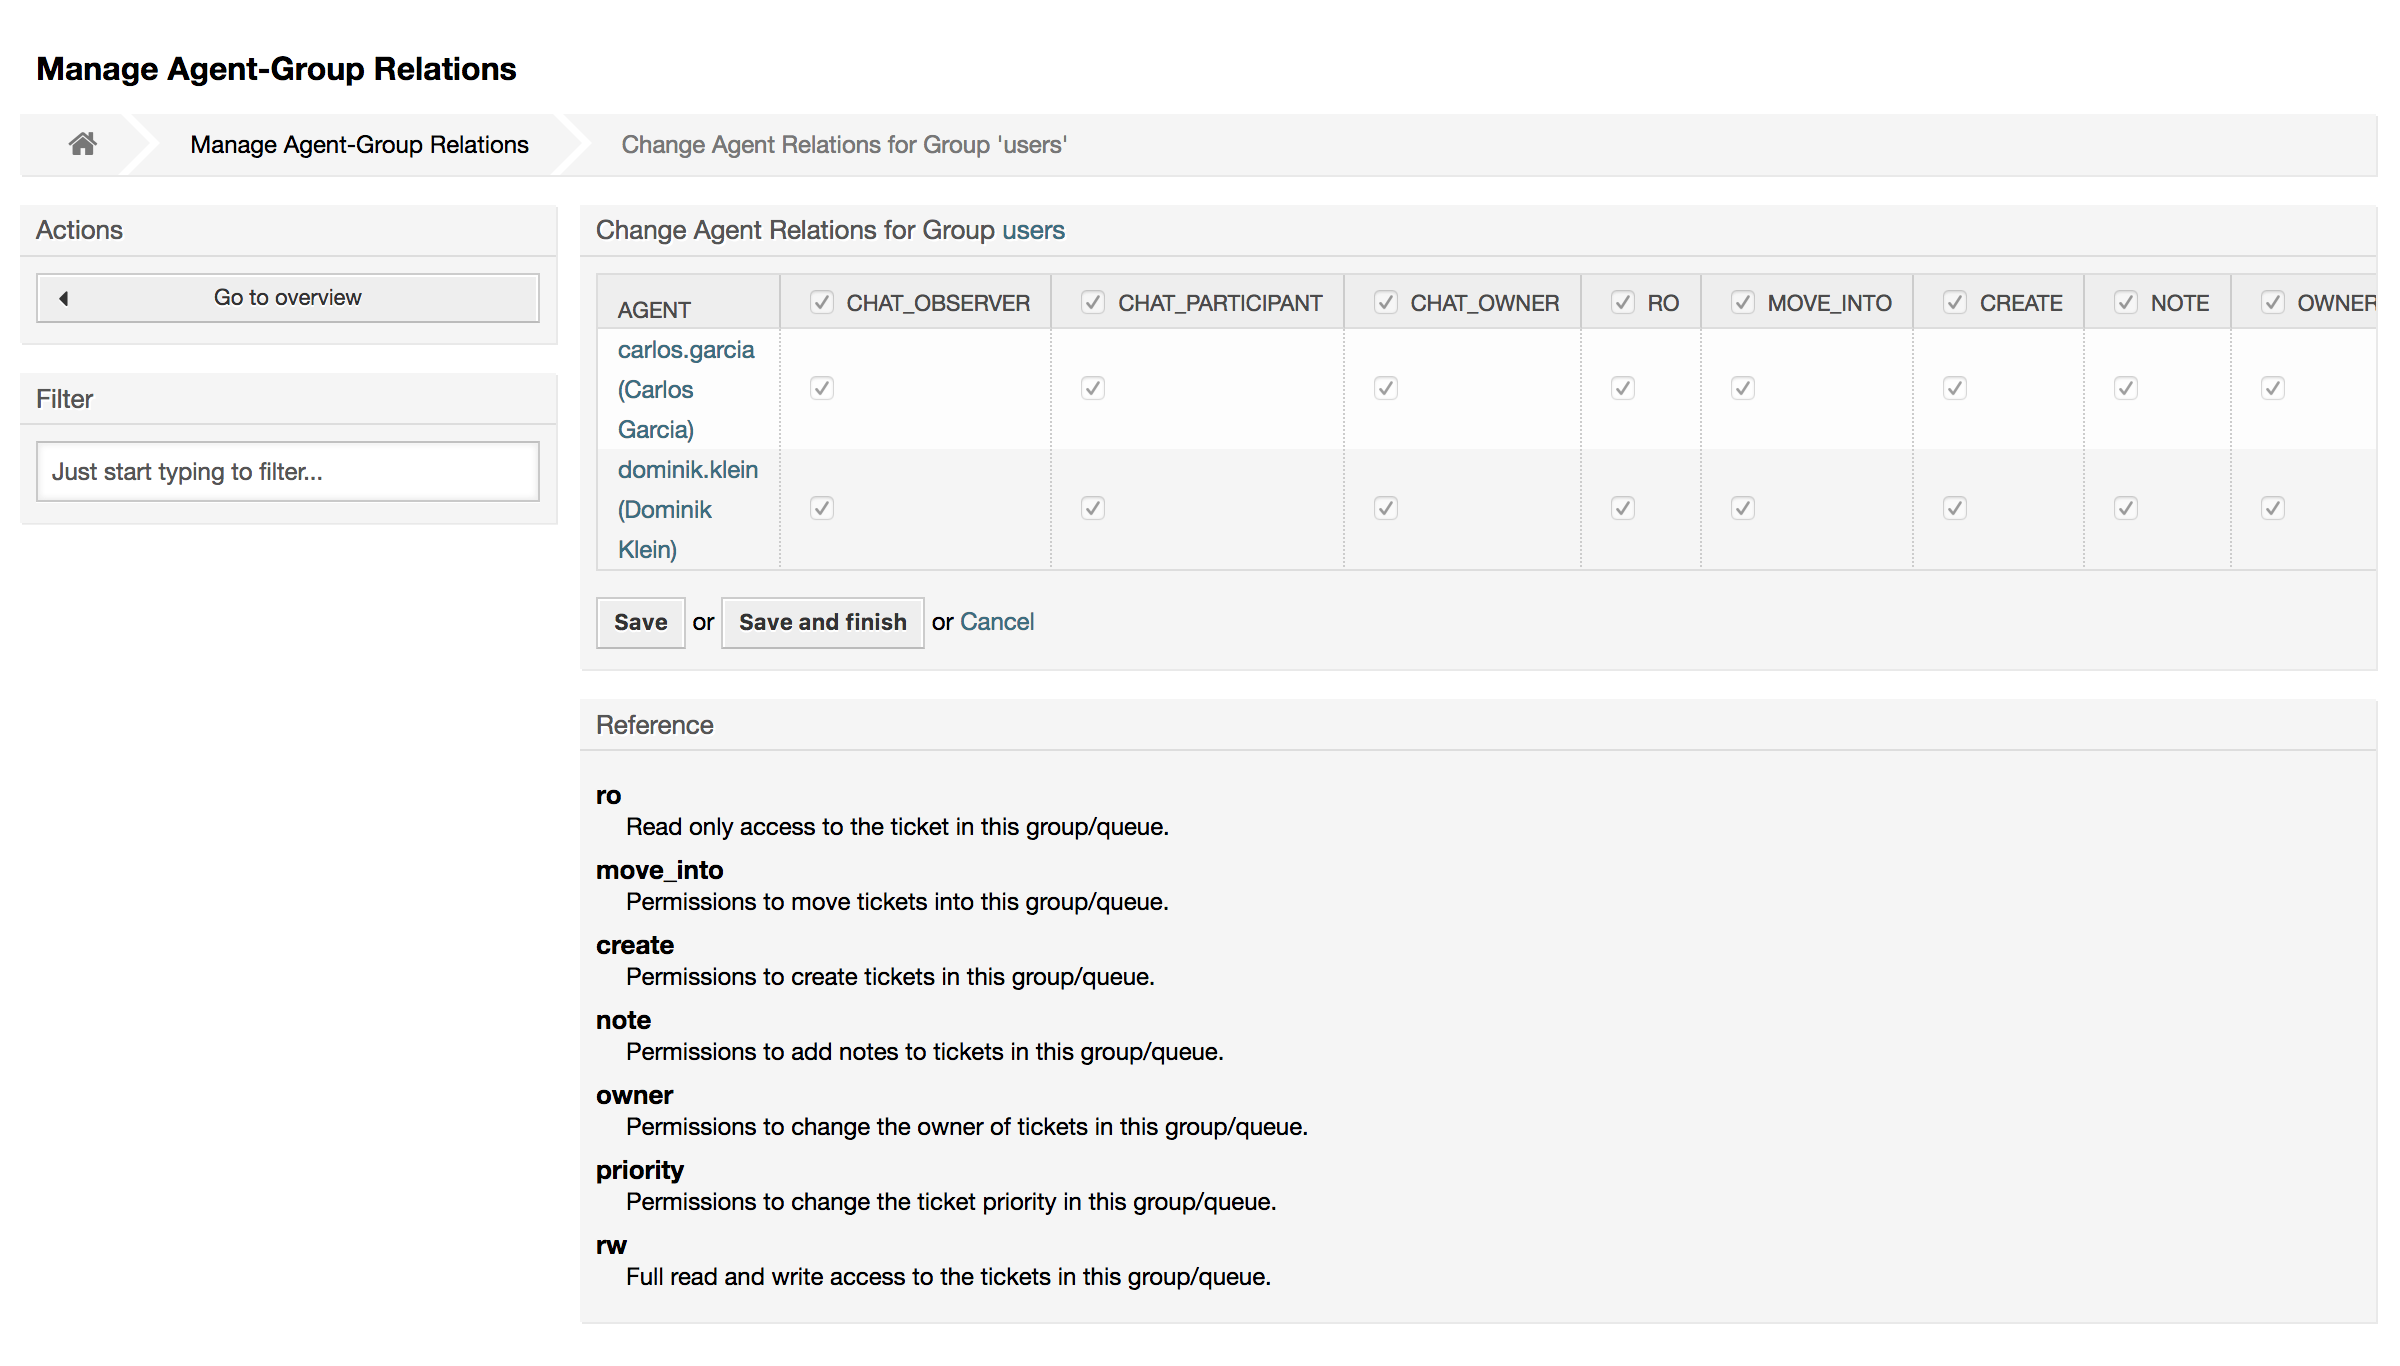 Manage Agent-Group Relations
Manage Agent-Group Relations
Change Agent Relations for Group 'users'
Actions
Go to overview
Filter
Just start typing to filter...
Change Agent Relations for Group users
AGENT CHAT_OBSERVER CHAT_PARTICIPANT CHAT_OWNER RO MOVE_INTO CREATE NOTE OWNER
carlos.garcia
(Carlos
Garcia)
dominik.klein
(Dominik
Klein)
Save or Save and finish or Cancel
Reference
ro
Read only access to the ticket in this group/queue.
move_into
Permissions to move tickets into this group/queue.
create
Permissions to create tickets in this group/queue.
note
Permissions to add notes to tickets in this group/queue.
owner
Permissions to change the owner of tickets in this group/queue.
priority
Permissions to change the ticket priority in this group/queue.
rw
Full read and write access to the tickets in this group/queue.